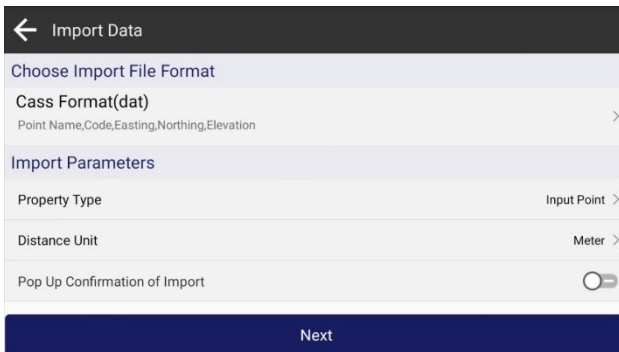 Import Data
Choose Import File Format
Cass Format(dat)
Point Name,Code,Easting,Northing,Elevation
Import Parameters
Property Type Input Point
Distance Unit Meter
Pop Up Confirmation of Import
Next